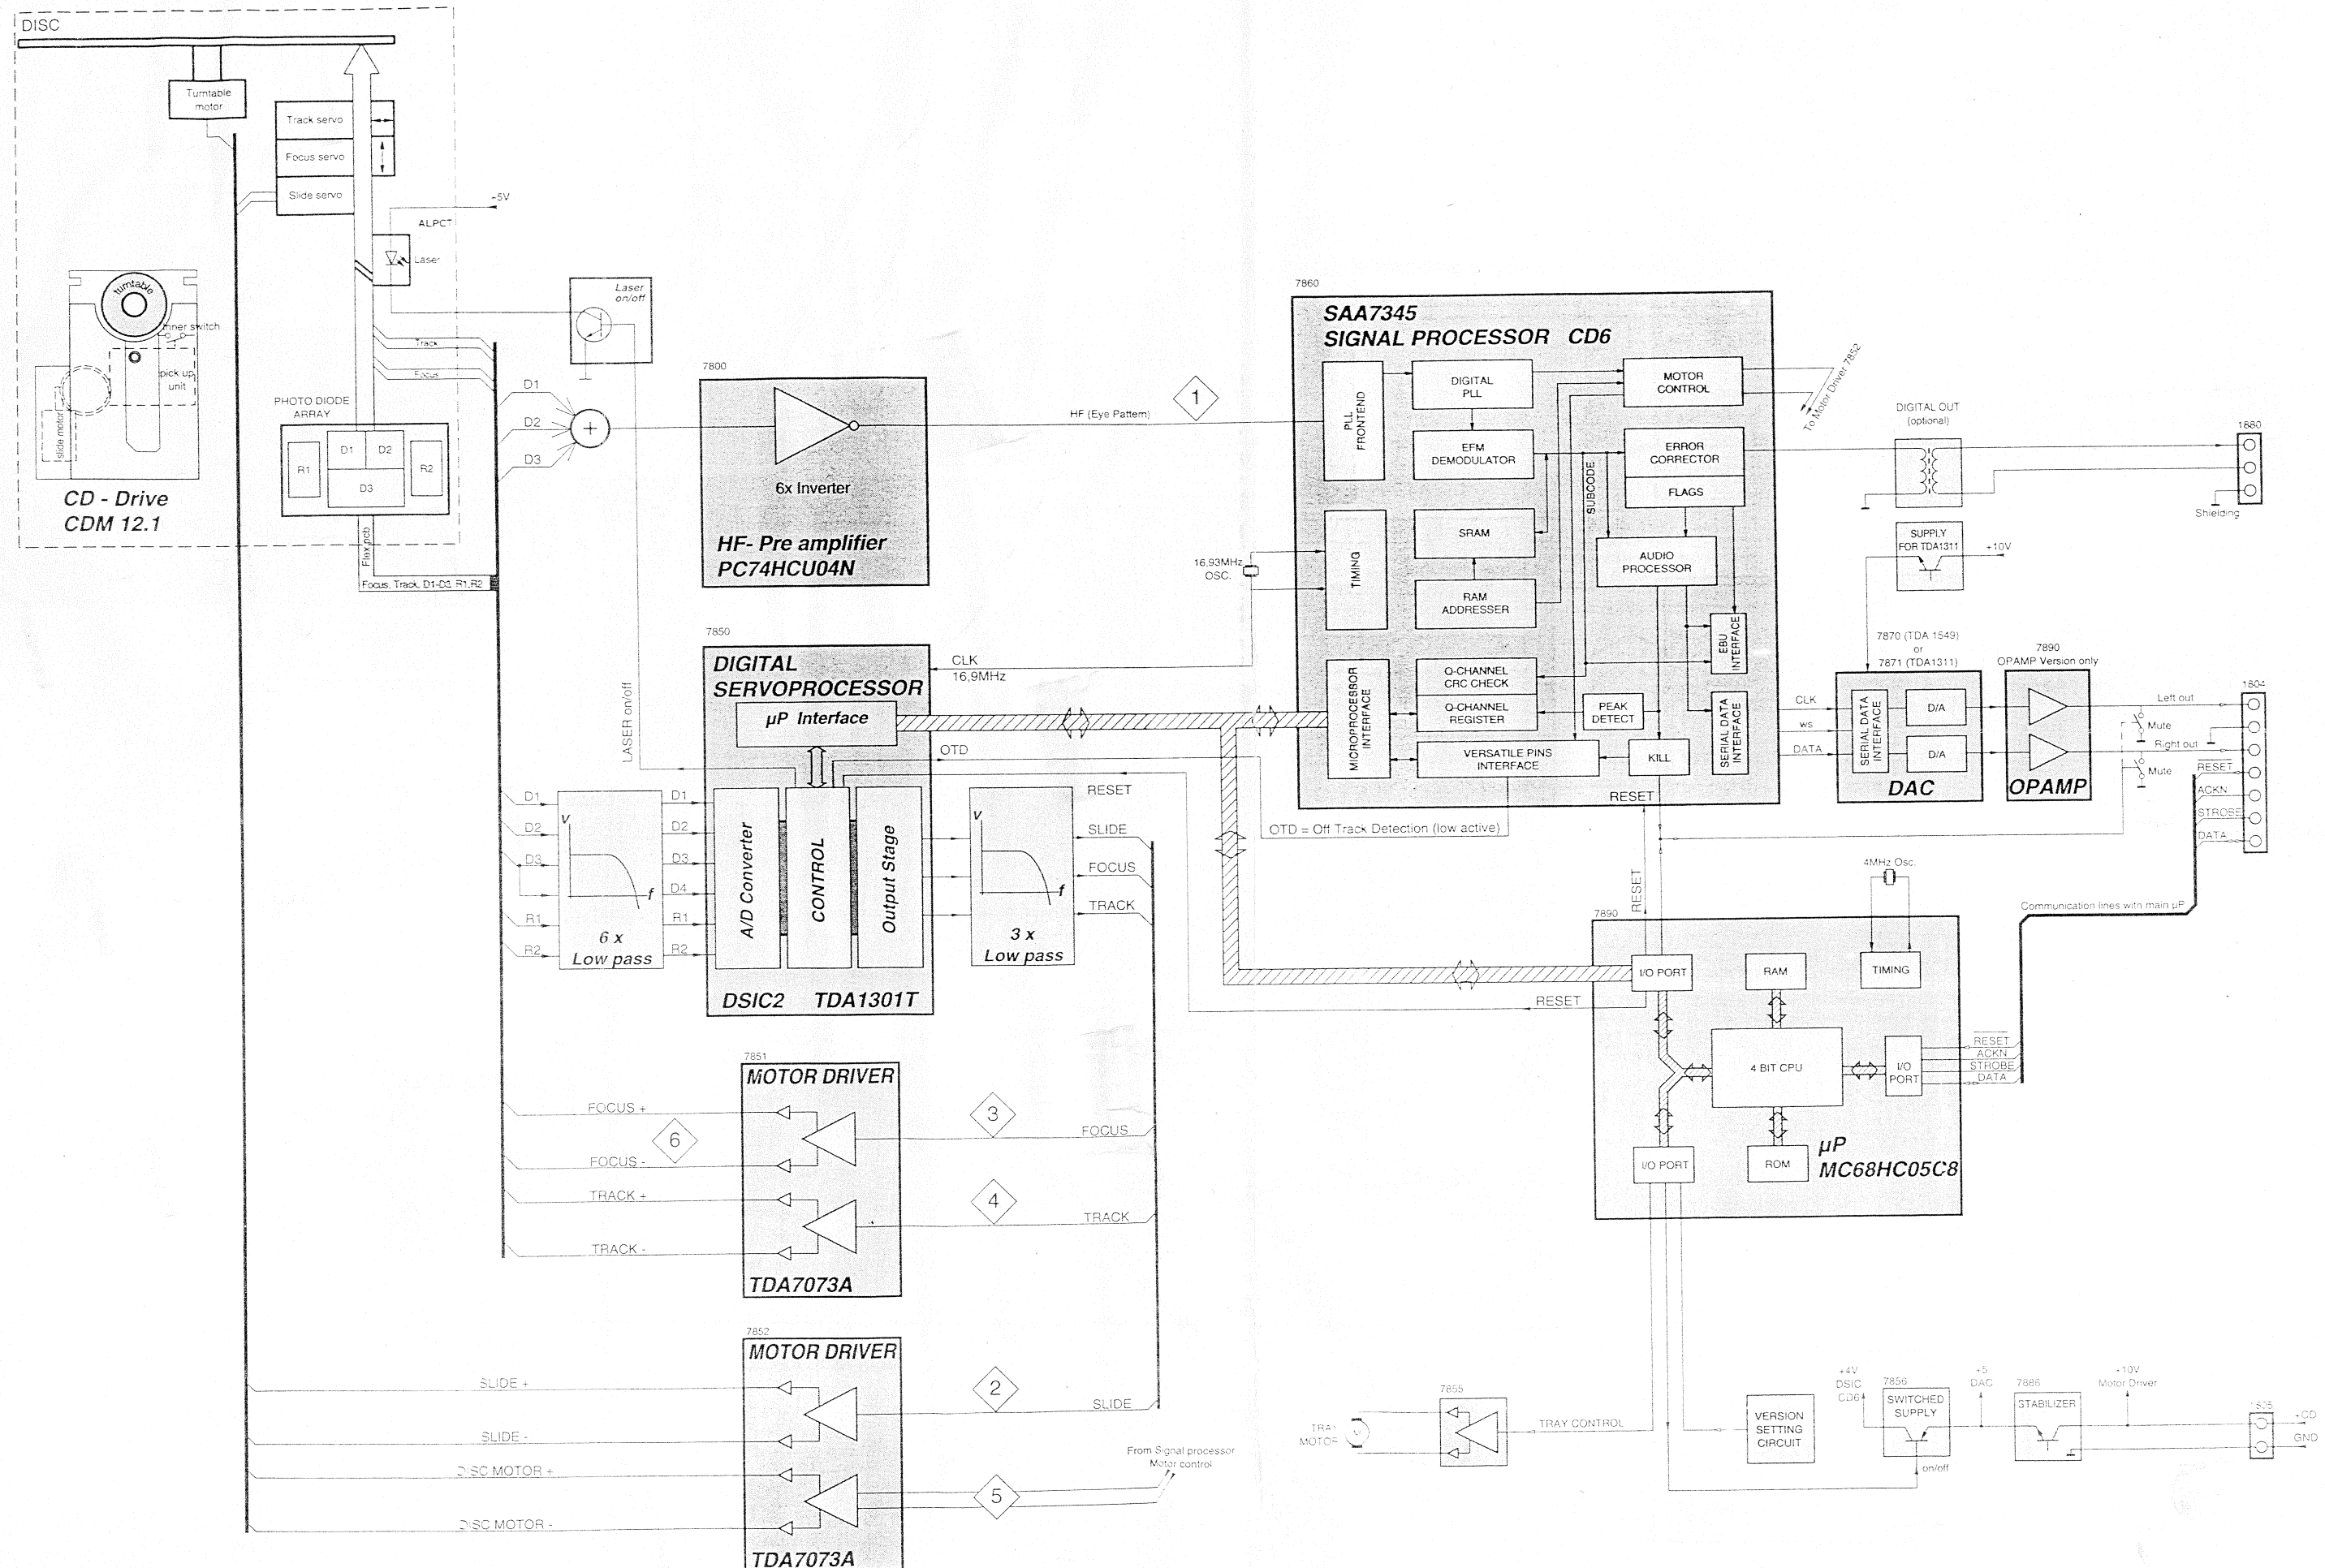 DISC
Turntable
motor
Track servo
Focus servo
Slide servo
ALPCT
Laser
turntable
inner switch
pick up
unit
slide motor
CD - Drive
CDM 12.1
PHOTO DIODE
ARRAY
R1
D1
D2
D3
R2
Flex pcb
Focus, Track, D1-D3, R1,R2
Track
Focus
Laser
on/off
D1
D2
D3
+
7800
6x Inverter
HF- Pre amplifier
PC74HCU04N
HF (Eye Pattern)
1
7860
SAA7345
SIGNAL PROCESSOR CD6
PLL
FRONTEND
DIGITAL
PLL
MOTOR
CONTROL
To Motor Driver 7852
EFM
DEMODULATOR
ERROR
CORRECTOR
FLAGS
SUBCODE
TIMING
SRAM
AUDIO
PROCESSOR
RAM
ADDRESSER
EBU
INTERFACE
MICROPROCESSOR
INTERFACE
Q-CHANNEL
CRC CHECK
Q-CHANNEL
REGISTER
PEAK
DETECT
SERIAL DATA
INTERFACE
VERSATILE PINS
INTERFACE
KILL
RESET
16,93MHz
OSC.
DIGITAL OUT
(optional)
1880
Shielding
SUPPLY
FOR TDA1311
+10V
7870 (TDA 1549)
or
7871 (TDA1311)
7890
OPAMP Version only
CLK
ws
DATA
SERIAL DATA
INTERFACE
D/A
D/A
DAC
OPAMP
1804
Left out
Mute
Right out
Mute
RESET
ACKN
STROBE
DATA
7850
DIGITAL
SERVOPROCESSOR
µP Interface
CLK
16,9MHz
OTD
LASER on/off
RESET
OTD = Off Track Detection (low active)
D1
D2
D3
R1
R2
V
f
6 x
Low pass
D1
D2
D3
D4
R1
R2
A/D Converter
CONTROL
Output Stage
DSIC2 TDA1301T
V
f
3 x
Low pass
SLIDE
FOCUS
TRACK
RESET
RESET
4MHz Osc.
Communication lines with main µP
7890
I/O PORT
RAM
TIMING
4 BIT CPU
I/O
PORT
RESET
ACKN
STROBE
DATA
I/O PORT
ROM
µP
MC68HC05C8
7851
MOTOR DRIVER
FOCUS +
FOCUS -
TRACK +
TRACK -
6
3
FOCUS
4
TRACK
TDA7073A
7852
MOTOR DRIVER
SLIDE +
SLIDE -
DISC MOTOR +
DISC MOTOR -
2
SLIDE
From Signal processor
Motor control
5
TDA7073A
7855
MOTOR
TRAY CONTROL
VERSION
SETTING
CIRCUIT
+4V
DSIC
CD6
7856
SWITCHED
SUPPLY
on/off
+5
DAC
7886
STABILIZER
+10V
Motor Driver
1805
+CD
GND